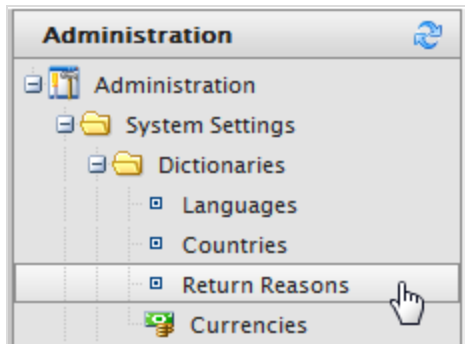 Administration
Administration
System Settings
Dictionaries
Languages
Countries
Return Reasons
Currencies